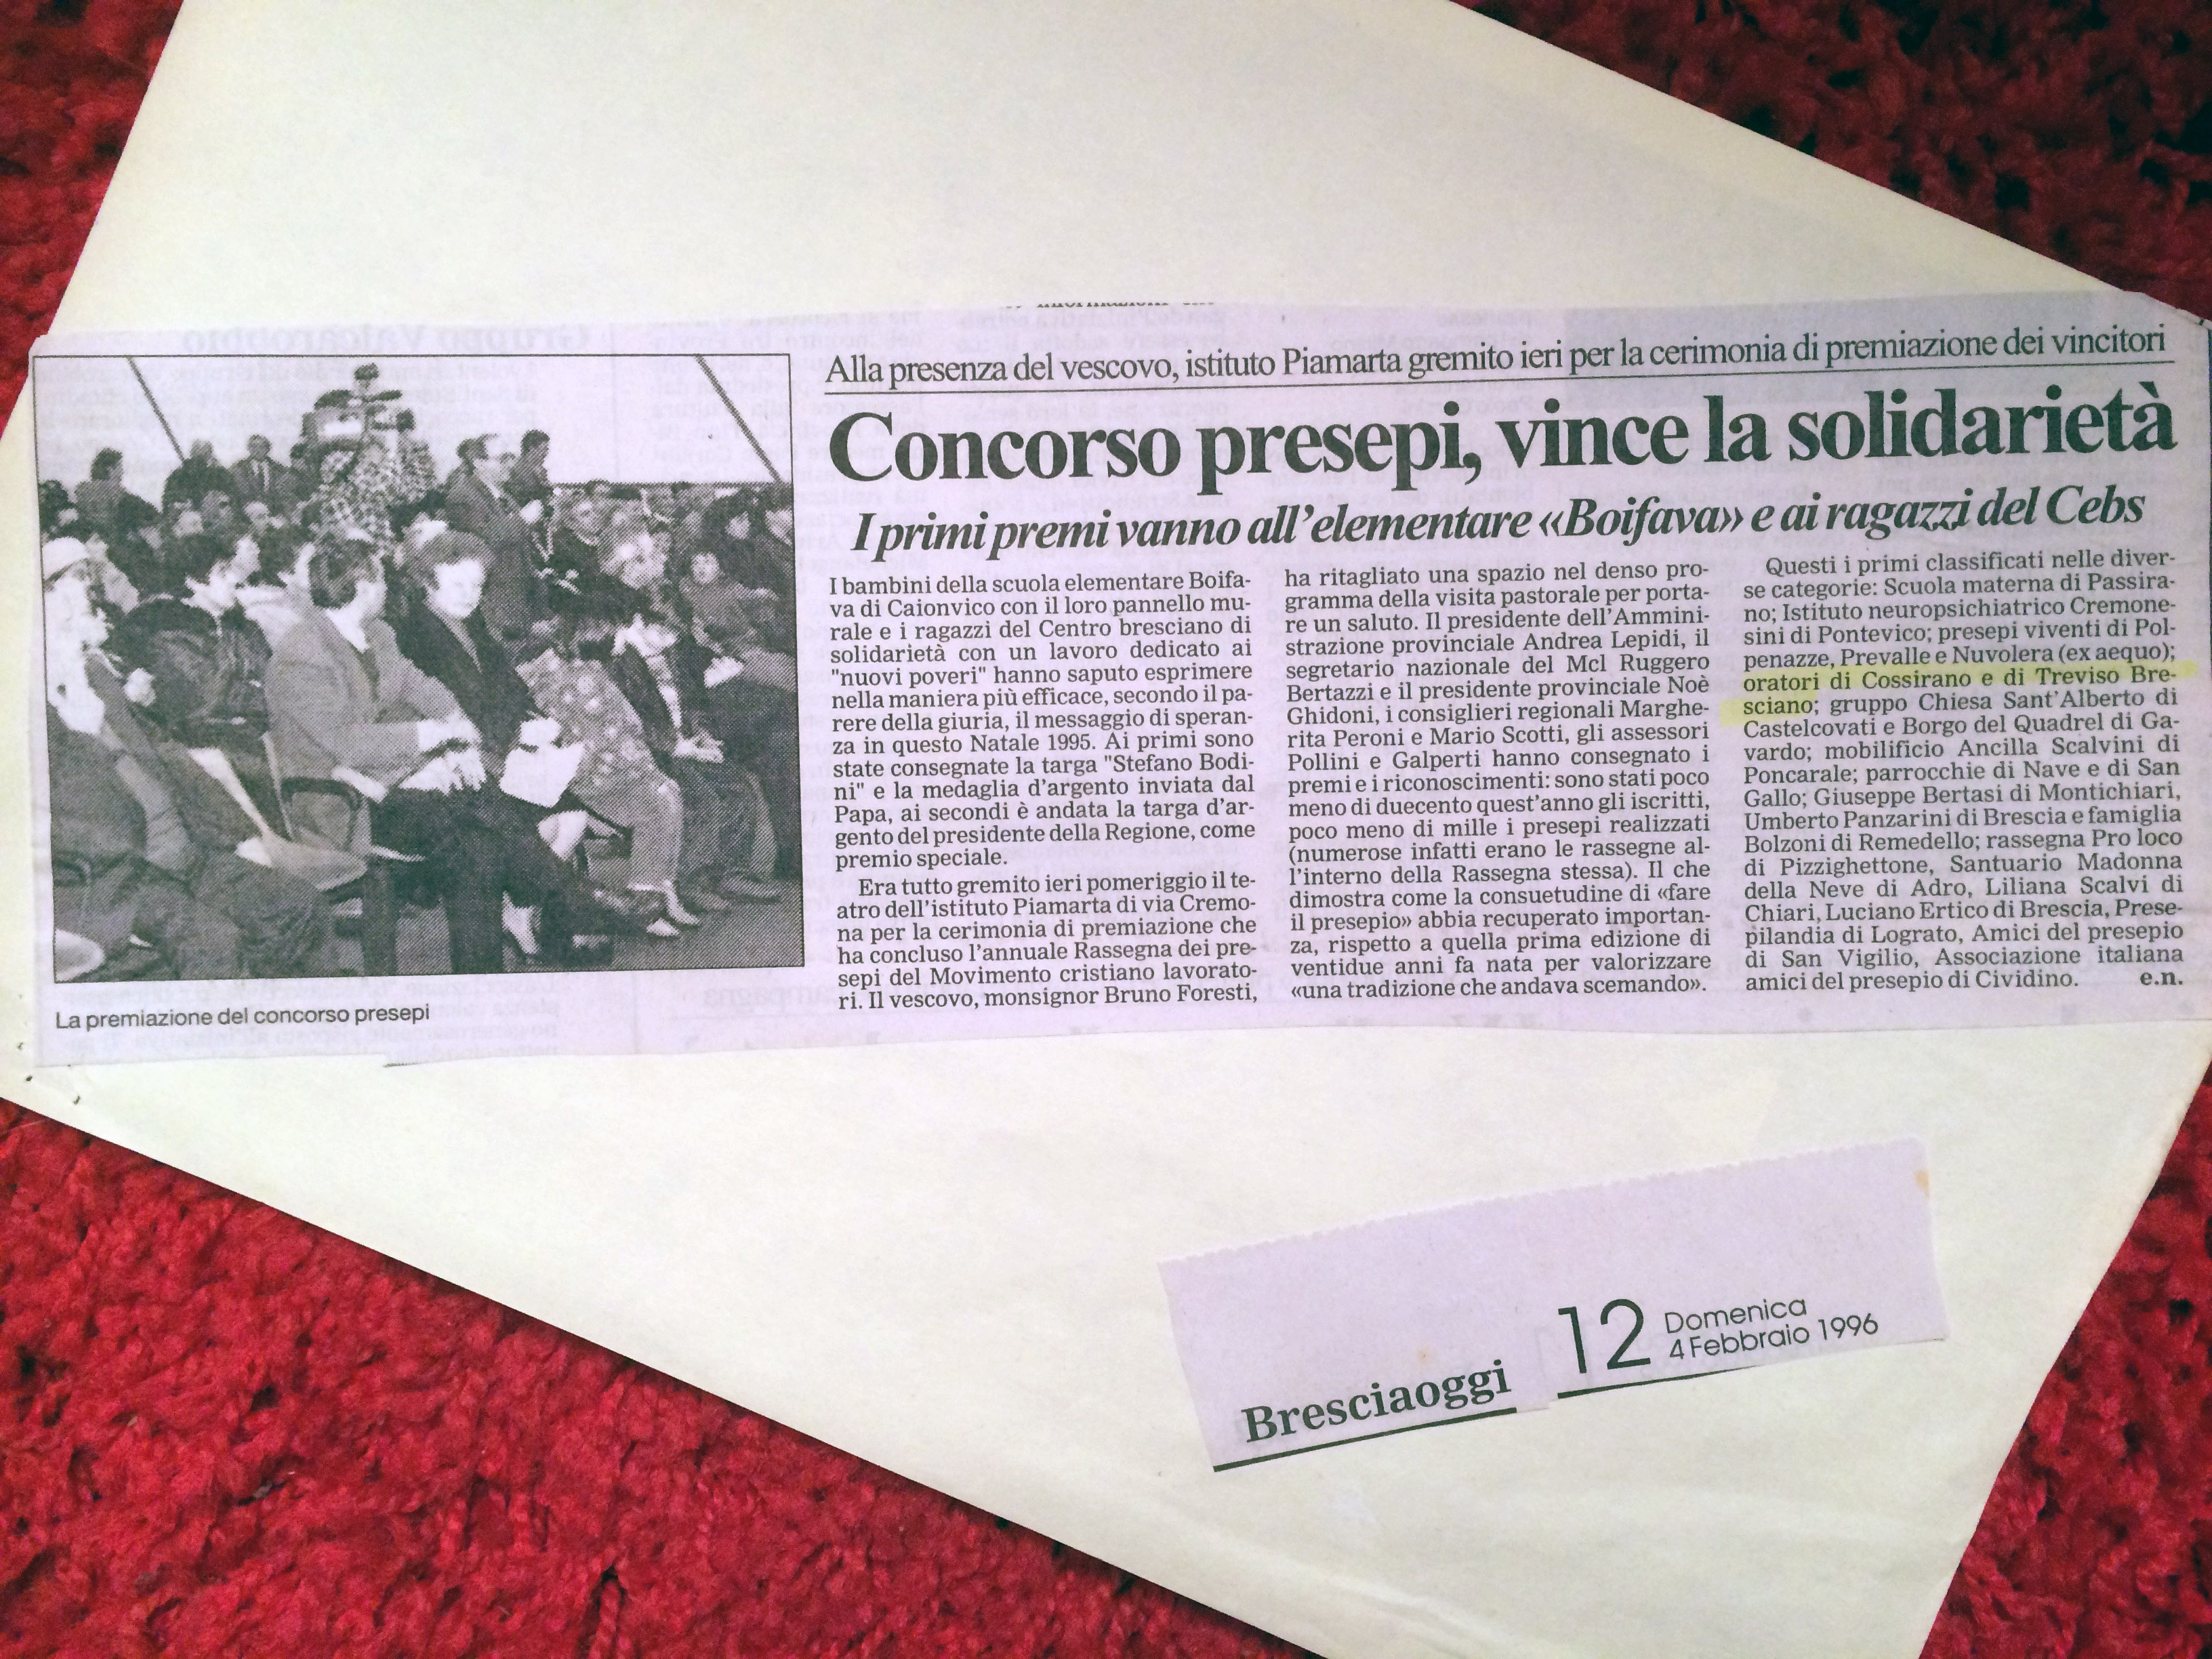 Alla presenza del vescovo, istituto Piamarta gremito ieri per la cerimonia di premiazione dei vincitori
Concorso presepi, vince la solidarietà
I primi premi vanno all'elementare «Boifava» e ai ragazzi del Cebs
I bambini della scuola elementare Boifa-
va di Caionvico con il loro pannello mu-
rale e i ragazzi del Centro bresciano di
solidarietà con un lavoro dedicato ai
"nuovi poveri" hanno saputo esprimere
nella maniera più efficace, secondo il pa-
rere della giuria, il messaggio di speran-
za in questo Natale 1995. Ai primi sono
state consegnate la targa "Stefano Bodi-
ni" e la medaglia d'argento inviata dal
Papa, ai secondi è andata la targa d'ar-
gento del presidente della Regione, come
premio speciale.
Era tutto gremito ieri pomeriggio il te-
atro dell'istituto Piamarta di via Cremo-
na per la cerimonia di premiazione che
ha concluso l'annuale Rassegna dei pre-
sepi del Movimento cristiano lavorato-
ri. Il vescovo, monsignor Bruno Foresti,
ha ritagliato una spazio nel denso pro-
gramma della visita pastorale per porta-
re un saluto. Il presidente dell'Ammini-
strazione provinciale Andrea Lepidi, il
segretario nazionale del Mcl Ruggero
Bertazzi e il presidente provinciale Noè
Ghidoni, i consiglieri regionali Marghe-
rita Peroni e Mario Scotti, gli assessori
Pollini e Galperti hanno consegnato i
premi e i riconoscimenti: sono stati poco
meno di duecento quest'anno gli iscritti,
poco meno di mille i presepi realizzati
(numerose infatti erano le rassegne al-
l'interno della Rassegna stessa). Il che
dimostra come la consuetudine di «fare
il presepio» abbia recuperato importan-
za, rispetto a quella prima edizione di
ventidue anni fa nata per valorizzare
«una tradizione che andava scemando».
Questi i primi classificati nelle diver-
se categorie: Scuola materna di Passira-
no; Istituto neuropsichiatrico Cremone-
sini di Pontevico; presepi viventi di Pol-
penazze, Prevalle e Nuvolera (ex aequo);
oratori di Cossirano e di Treviso Bre-
sciano; gruppo Chiesa Sant'Alberto di
Castelcovati e Borgo del Quadrel di Ga-
vardo; mobilificio Ancilla Scalvini di
Poncarale; parrocchie di Nave e di San
Gallo; Giuseppe Bertasi di Montichiari,
Umberto Panzarini di Brescia e famiglia
Bolzoni di Remedello; rassegna Pro loco
di Pizzighettone, Santuario Madonna
della Neve di Adro, Liliana Scalvi di
Chiari, Luciano Ertico di Brescia, Prese-
pilandia di Lograto, Amici del presepio
di San Vigilio, Associazione italiana
amici del presepio di Cividino. e.n.
La premiazione del concorso presepi
Bresciaoggi
12
Domenica
4 Febbraio 1996